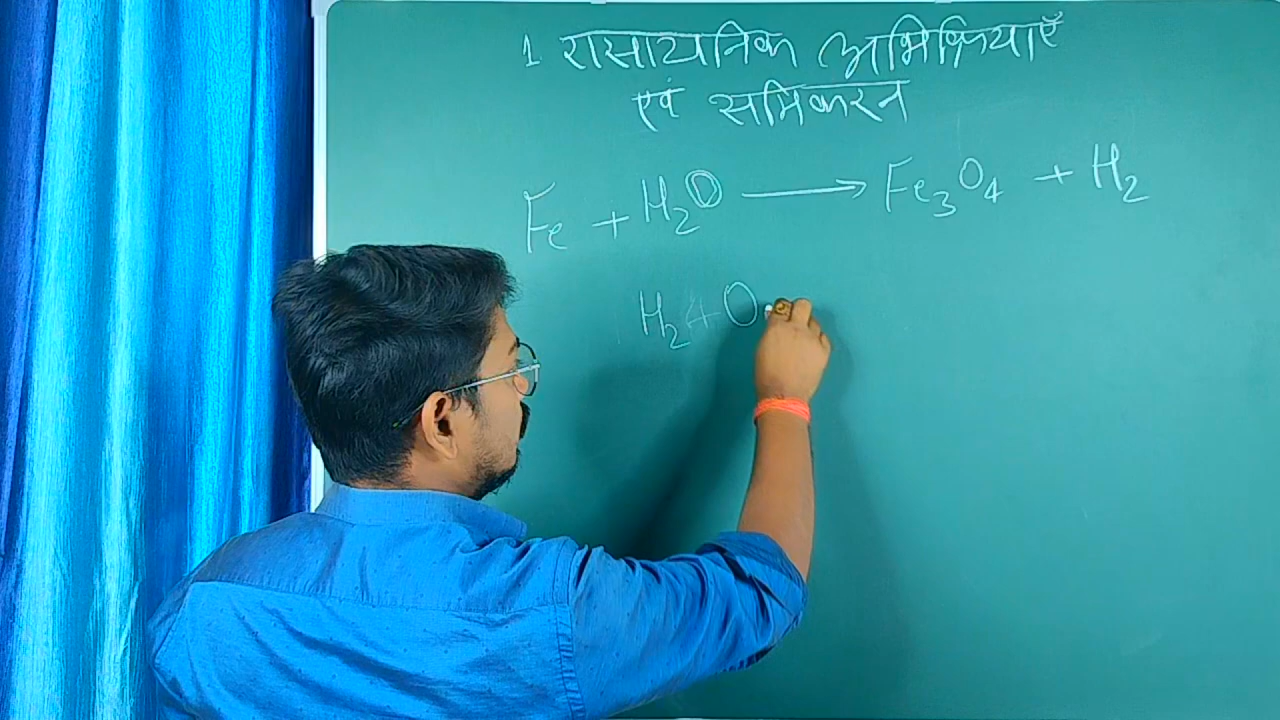 1 रासायनिक अभिक्रियाएँ
एवं समिकरन
Fe + H₂O ⟶ Fe₃O₄ + H₂
H₂ + O